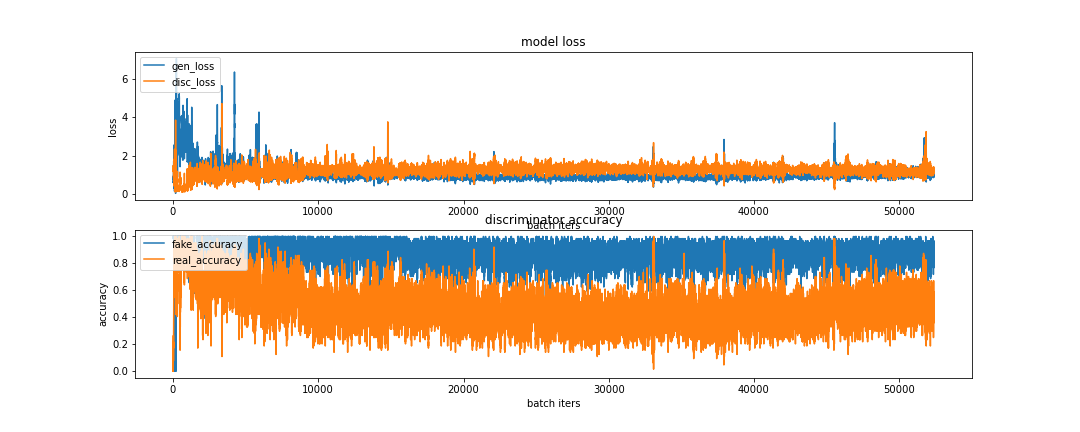 model loss
gen_loss
disc_loss
loss
6
4
2
0
0
10000
20000
30000
40000
50000
batch iters
discriminator accuracy
fake_accuracy
real_accuracy
accuracy
1.0
0.8
0.6
0.4
0.2
0.0
0
10000
20000
30000
40000
50000
batch iters